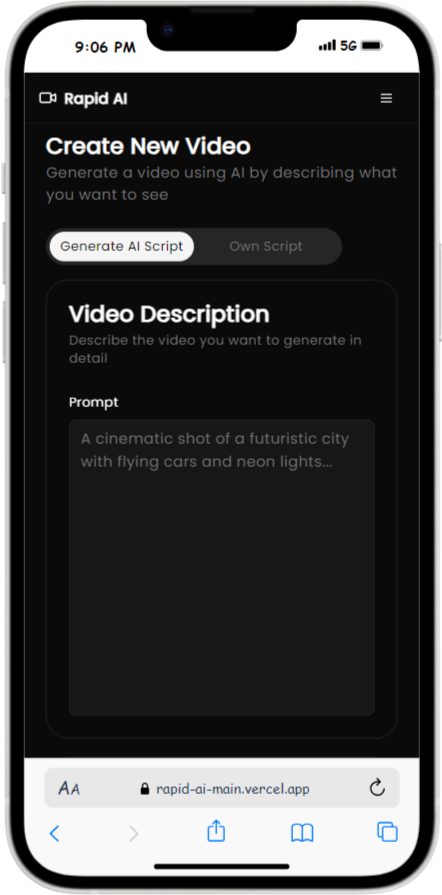 9:06 PM
5G
Rapid AI
Create New Video
Generate a video using AI by describing what
you want to see
Generate AI Script
Own Script
Video Description
Describe the video you want to generate in
detail
Prompt
A cinematic shot of a futuristic city
with flying cars and neon lights...
AA
rapid-ai-main.vercel.app